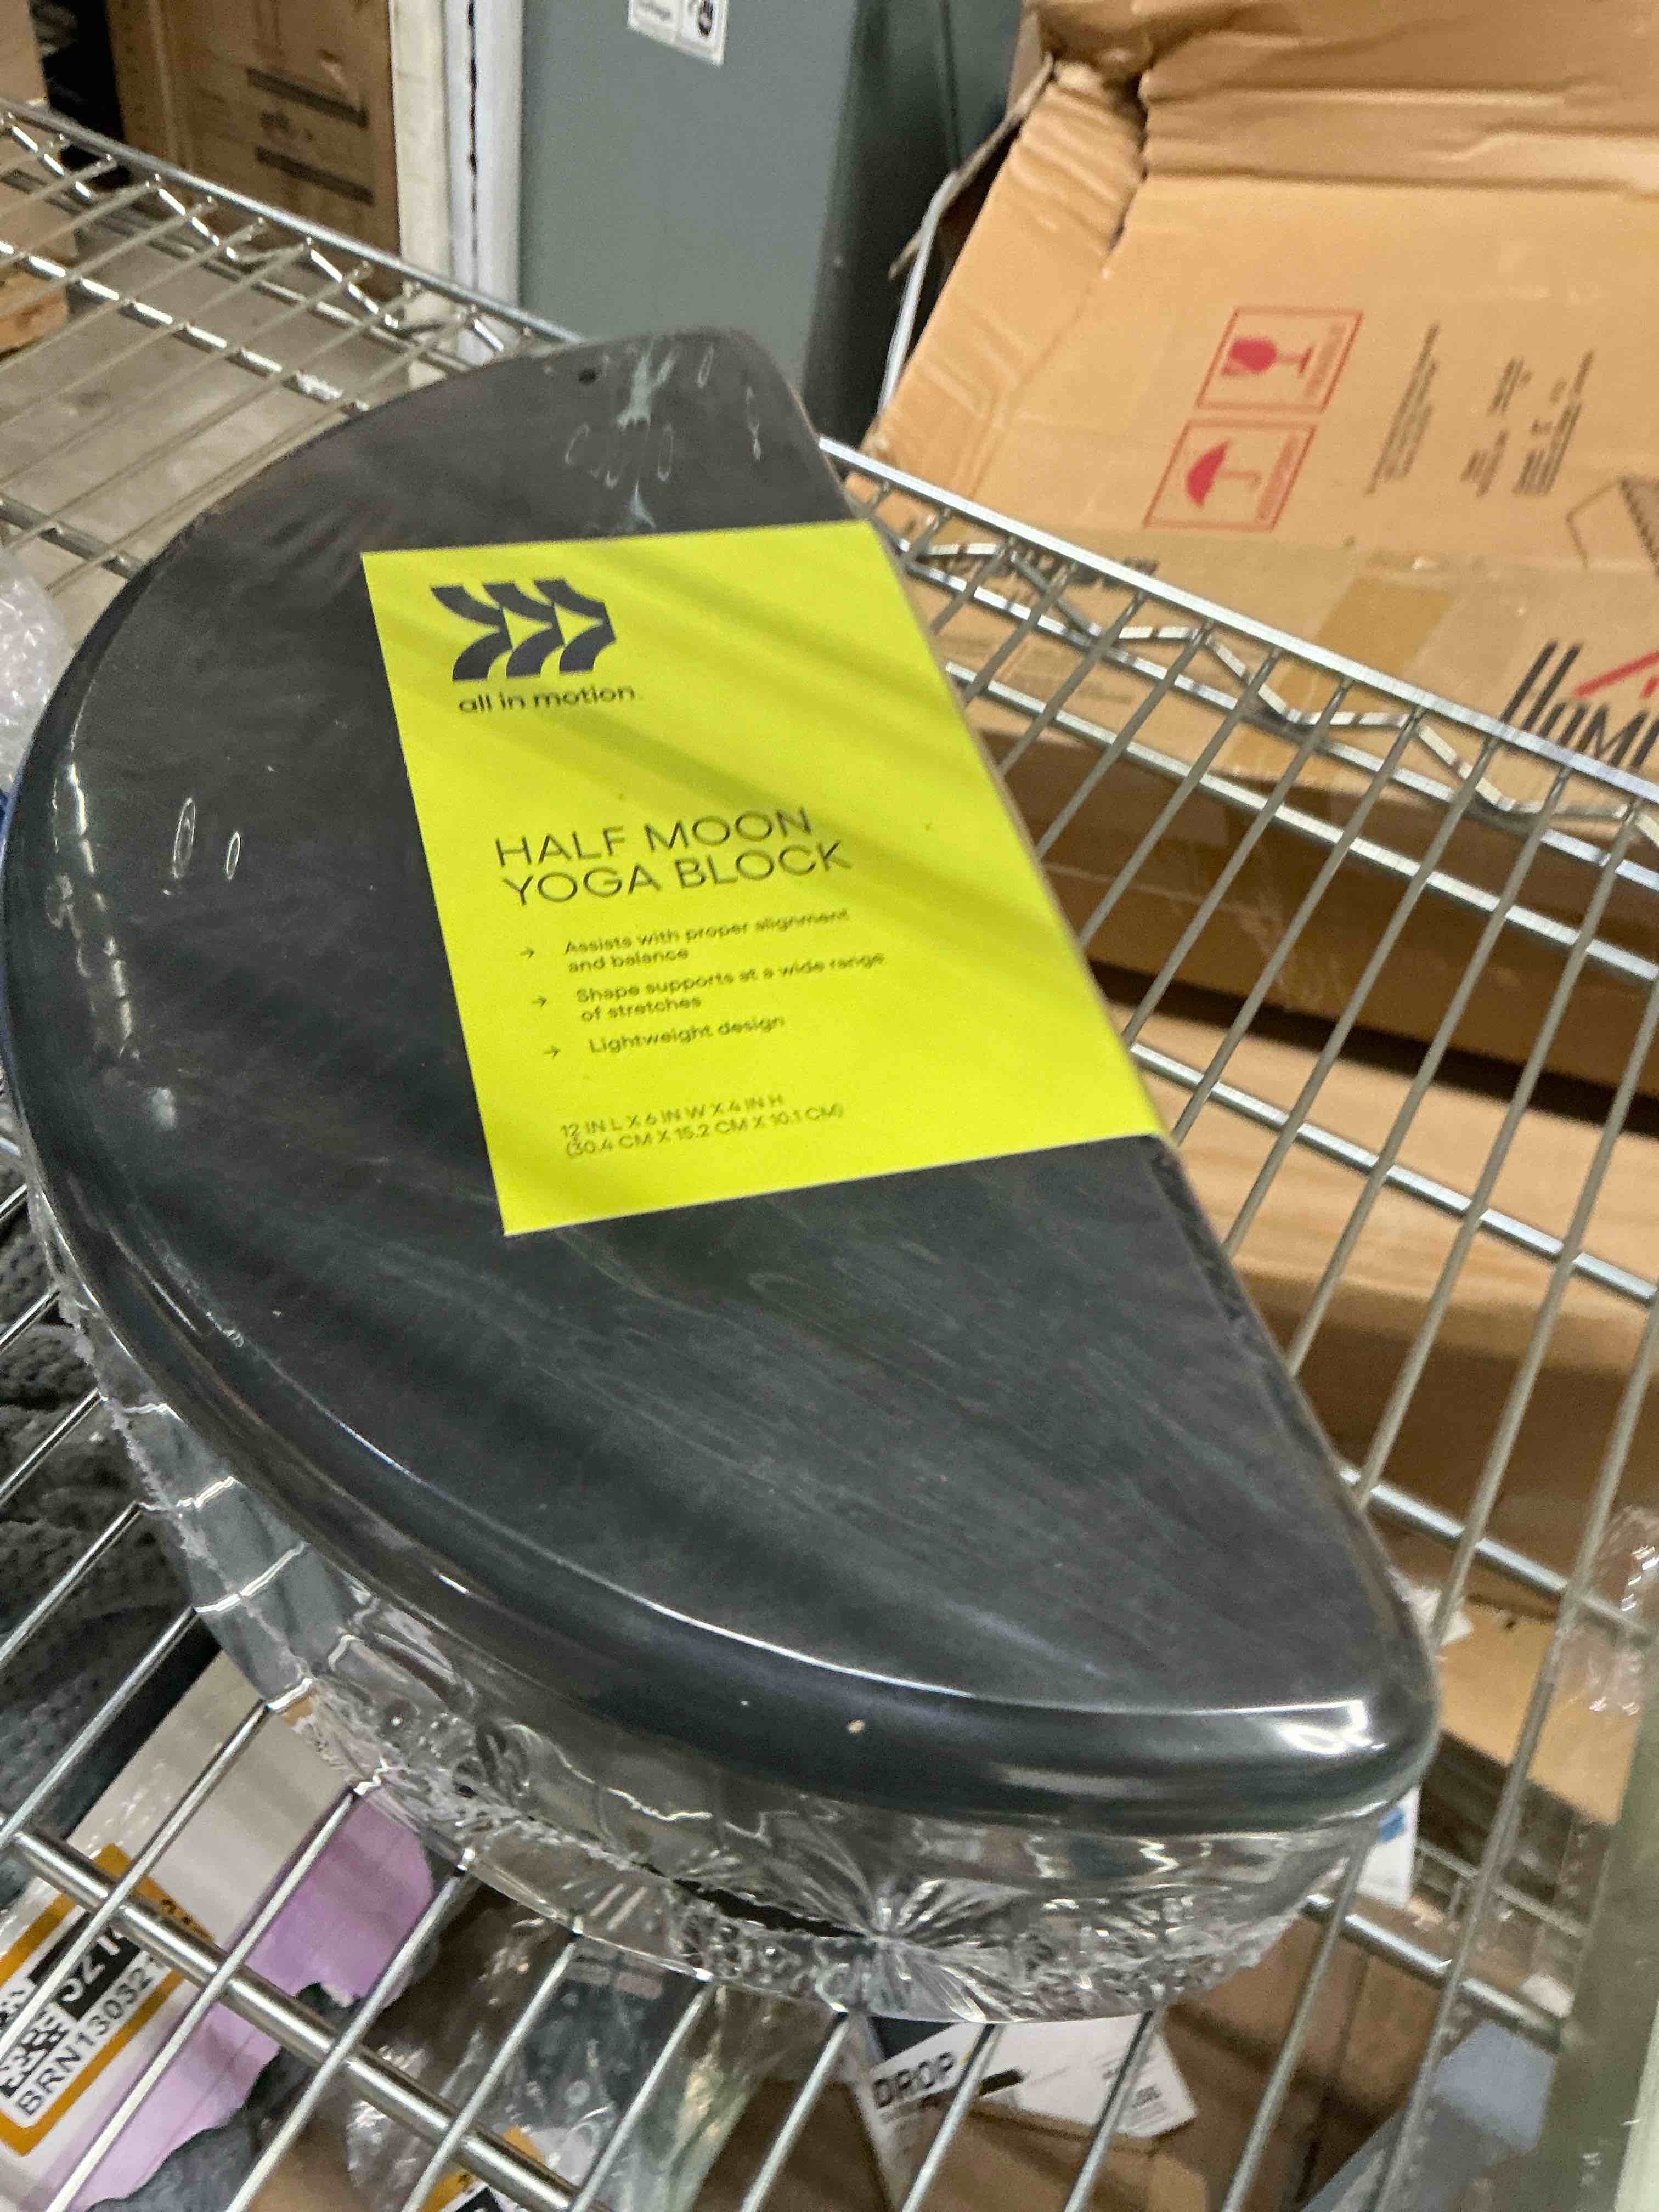 all in motion.
HALF MOON
YOGA BLOCK
→ Assists with proper alignment
and balance
→ Shape supports at a wide range
of stretches
→ Lightweight design
12 IN L X 6 IN W X 4 IN H
(30.4 CM X 15.2 CM X 10.1 CM)
BRN130321
DROP